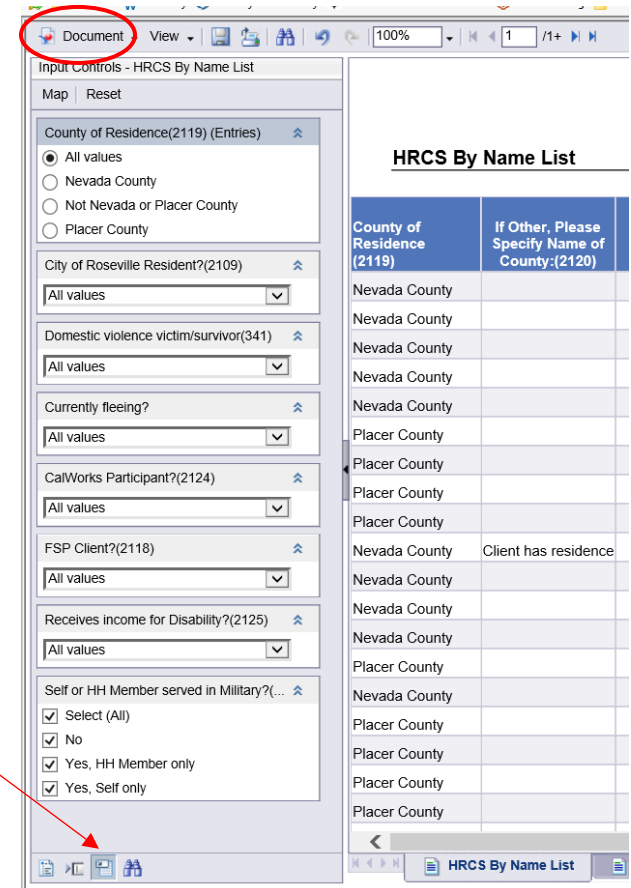 Document View 100% 1 /1+
Input Controls - HRCS By Name List
Map Reset
County of Residence(2119) (Entries)
All values
Nevada County
Not Nevada or Placer County
Placer County
City of Roseville Resident?(2109)
All values
Domestic violence victim/survivor(341)
All values
Currently fleeing?
All values
CalWorks Participant?(2124)
All values
FSP Client?(2118)
All values
Receives income for Disability?(2125)
All values
Self or HH Member served in Military?(...
Select (All)
No
Yes, HH Member only
Yes, Self only
HRCS By Name List
County of
Residence
(2119)
If Other, Please
Specify Name of
County:(2120)
Nevada County
Nevada County
Nevada County
Nevada County
Nevada County
Placer County
Placer County
Placer County
Placer County
Nevada County Client has residence
Nevada County
Nevada County
Nevada County
Placer County
Nevada County
Placer County
Placer County
Placer County
Placer County
HRCS By Name List